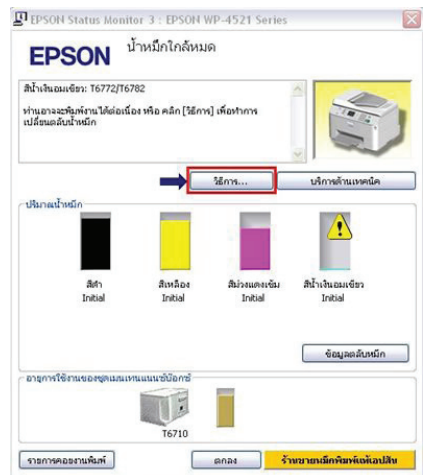 EPSON Status Monitor 3 : EPSON WP-4521 Series
EPSON
น้ำหมึกใกล้หมด
สีน้ำเงินอมเขียว: T6772/T6782
ท่านอาจจะพิมพ์งานได้ต่อเนื่อง หรือ คลิก [วิธีการ] เพื่อทำการ
เปลี่ยนตลับน้ำหมึก
วิธีการ...
บริการด้านเทคนิค
ปริมาณน้ำหมึก
สีดำ
สีเหลือง
สีม่วงแดงเข้ม
สีน้ำเงินอมเขียว
Initial
Initial
Initial
Initial
ข้อมูลตลับหมึก
อายุการใช้งานของชุดเมนเทนแนนซ์บ๊อกซ์
T6710
รายการคอยงานพิมพ์
ตกลง
ร้านขายหมึกพิมพ์แท้เอปสัน